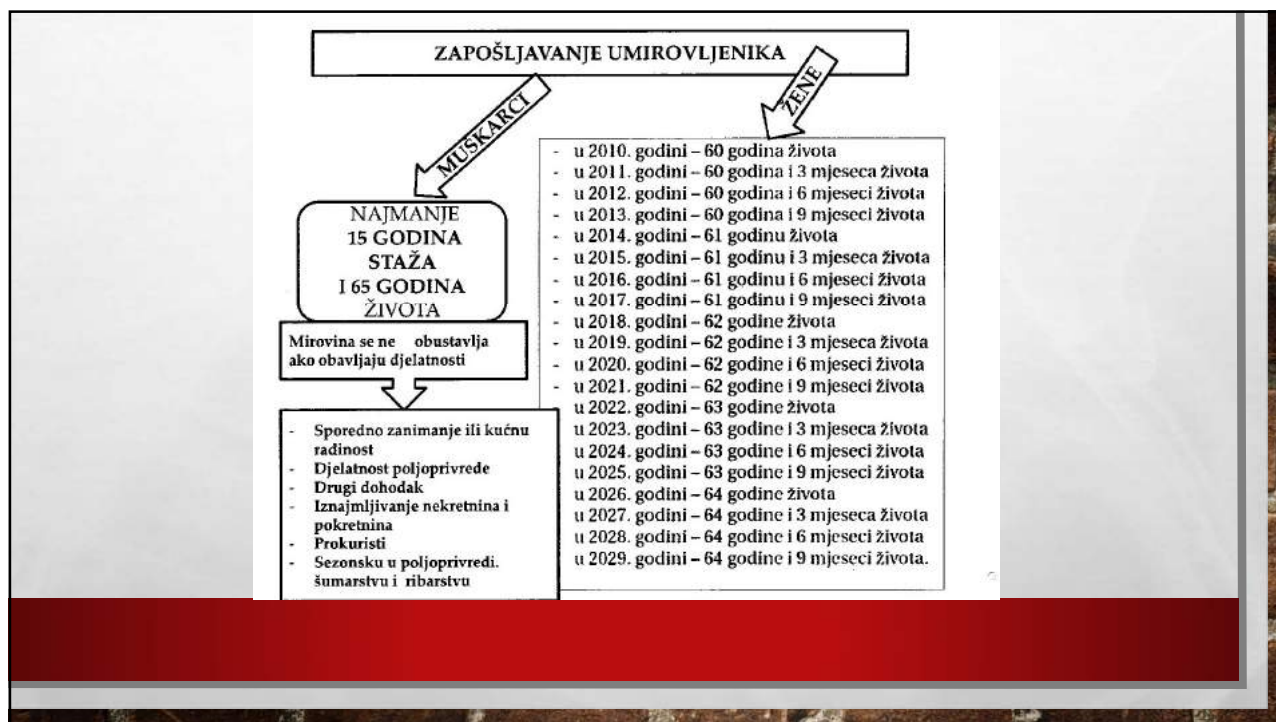 ZAPOŠLJAVANJE UMIROVLJENIKA
MUŠKARCI
NAJMANJE
15 GODINA
STAŽA
I 65 GODINA
ŽIVOTA
Mirovina se ne obustavlja
ako obavljaju djelatnosti
- Sporedno zanimanje ili kućnu
radinost
- Djelatnost poljoprivrede
- Drugi dohodak
- Iznajmljivanje nekretnina i
pokretnina
- Prokuristi
- Sezonsku u poljoprivredi.
šumarstvu i ribarstvu
ŽENE
- u 2010. godini – 60 godina života
- u 2011. godini – 60 godina i 3 mjeseca života
- u 2012. godini – 60 godina i 6 mjeseci života
- u 2013. godini – 60 godina i 9 mjeseci života
- u 2014. godini – 61 godinu života
- u 2015. godini – 61 godinu i 3 mjeseca života
- u 2016. godini – 61 godinu i 6 mjeseci života
- u 2017. godini – 61 godinu i 9 mjeseci života
- u 2018. godini – 62 godine života
- u 2019. godini – 62 godine i 3 mjeseca života
- u 2020. godini – 62 godine i 6 mjeseci života
- u 2021. godini – 62 godine i 9 mjeseci života
- u 2022. godini – 63 godine života
- u 2023. godini – 63 godine i 3 mjeseca života
- u 2024. godini – 63 godine i 6 mjeseci života
- u 2025. godini – 63 godine i 9 mjeseci života
- u 2026. godini – 64 godine života
u 2027. godini – 64 godine i 3 mjeseca života
- u 2028. godini – 64 godine i 6 mjeseci života
- u 2029. godini – 64 godine i 9 mjeseci života.